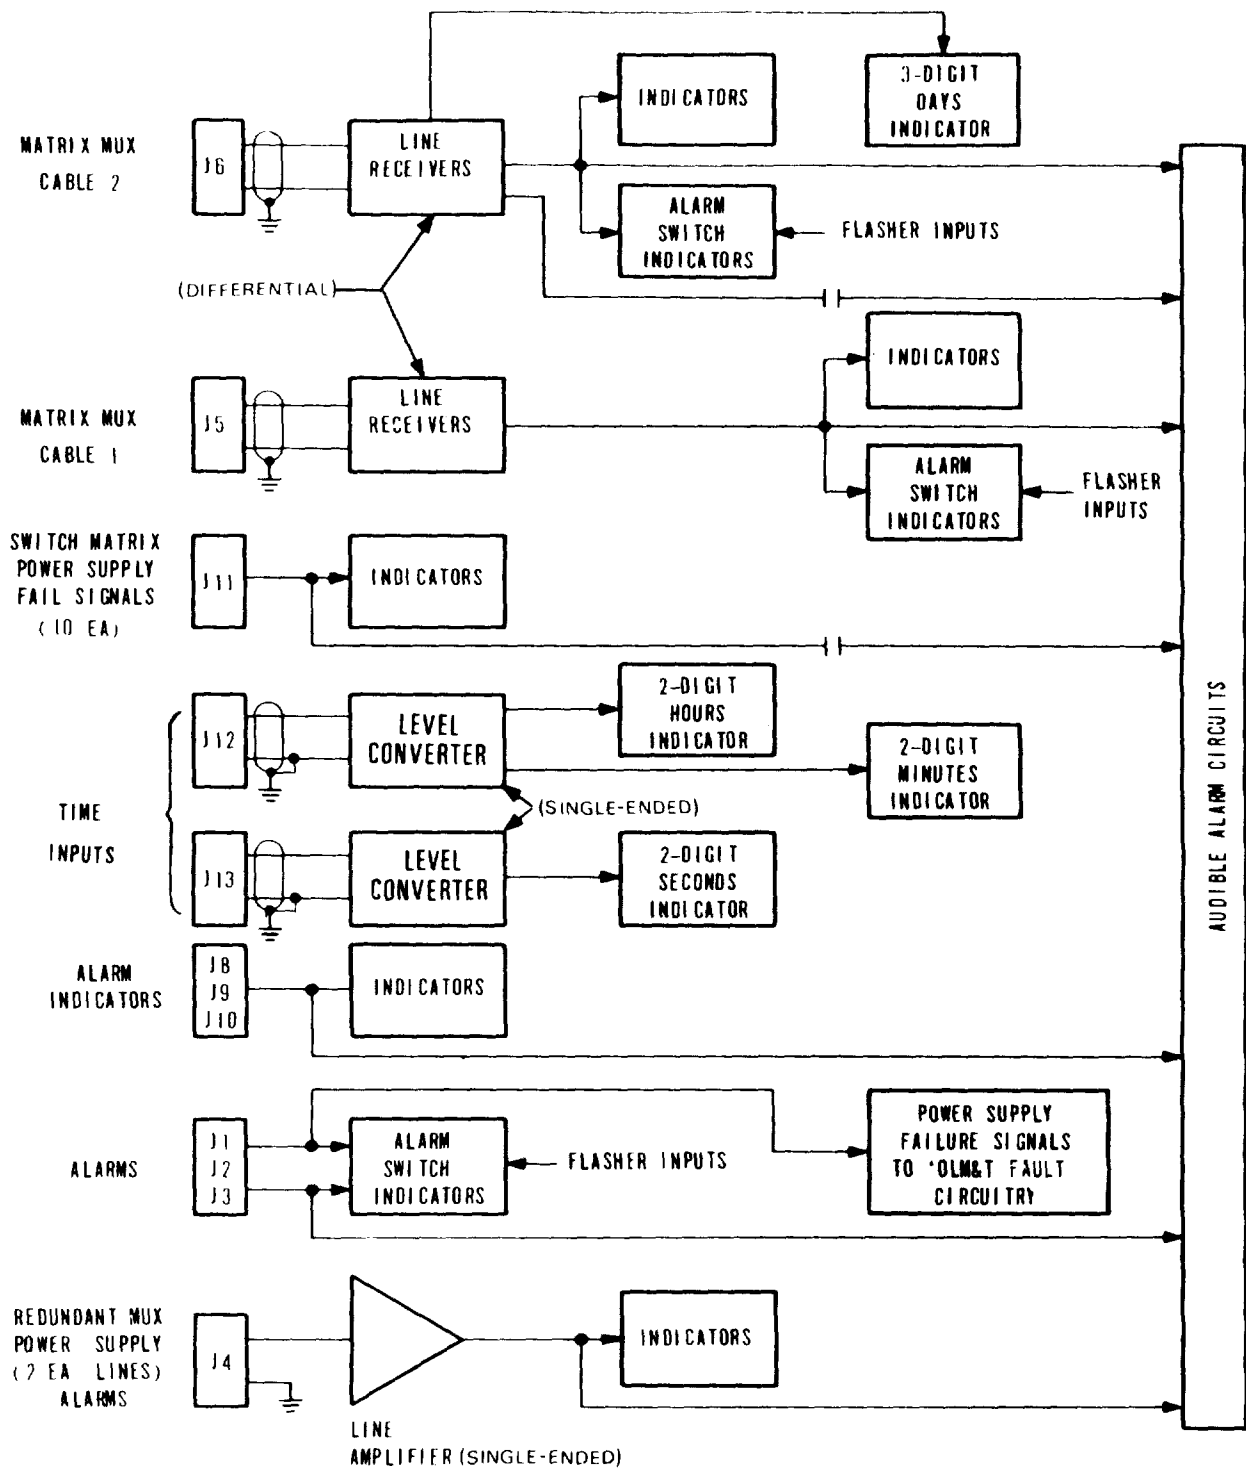 3-DIGIT
DAYS
INDICATOR
INDICATORS
MATRIX MUX
CABLE 2
J6
LINE
RECEIVERS
ALARM
SWITCH
INDICATORS
FLASHER INPUTS
(DIFFERENTIAL)
INDICATORS
MATRIX MUX
CABLE 1
J5
LINE
RECEIVERS
ALARM
SWITCH
INDICATORS
FLASHER
INPUTS
SWITCH MATRIX
POWER SUPPLY
FAIL SIGNALS
(10 EA)
J11
INDICATORS
AUDIBLE ALARM CIRCUITS
TIME
INPUTS
J12
LEVEL
CONVERTER
2-DIGIT
HOURS
INDICATOR
2-DIGIT
MINUTES
INDICATOR
(SINGLE-ENDED)
J13
LEVEL
CONVERTER
2-DIGIT
SECONDS
INDICATOR
ALARM
INDICATORS
J8
J9
J10
INDICATORS
ALARMS
J1
J2
J3
ALARM
SWITCH
INDICATORS
FLASHER INPUTS
POWER SUPPLY
FAILURE SIGNALS
TO 'OLM&T FAULT
CIRCUITRY
REDUNDANT MUX
POWER SUPPLY
(2 EA LINES)
ALARMS
J4
INDICATORS
LINE
AMPLIFIER (SINGLE-ENDED)